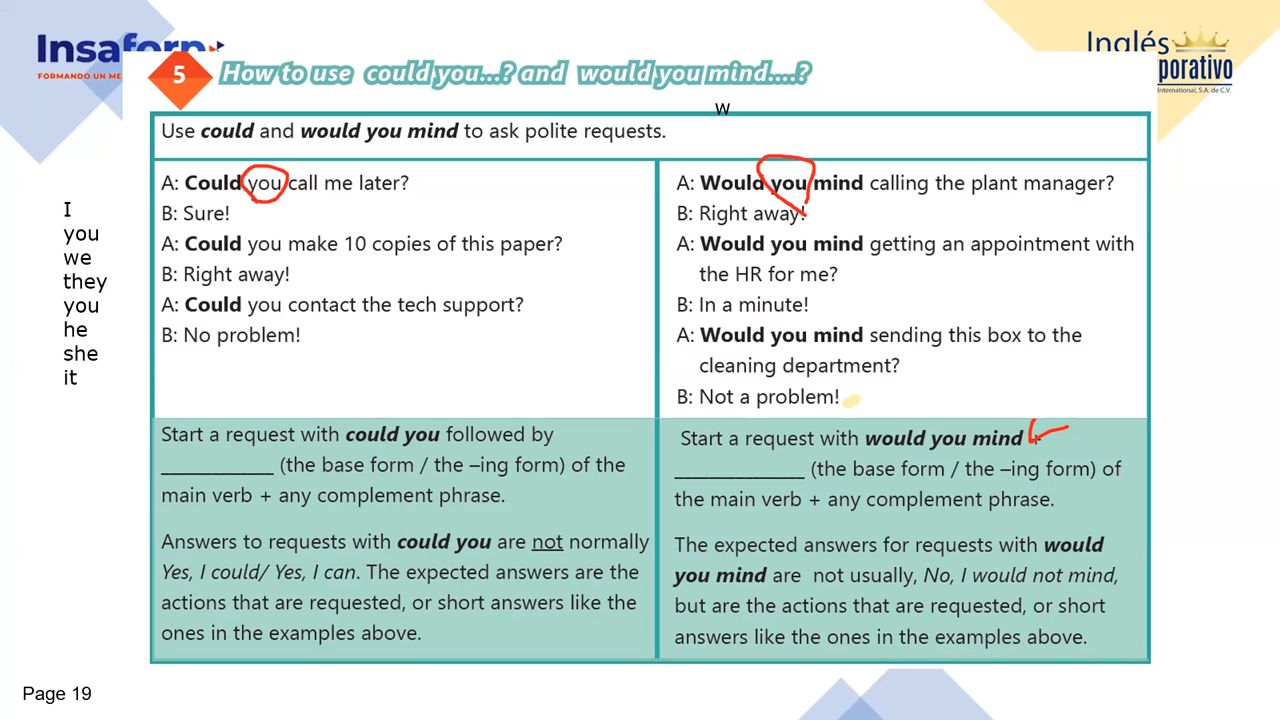 Insaforp
FORMANDO UN ME
Inglés
porativo
International, S.A. de C.V.
5
How to use could you...? and would you mind....?
w
Use could and would you mind to ask polite requests.
I
you
we
they
you
he
she
it
A: Could you call me later?
B: Sure!
A: Could you make 10 copies of this paper?
B: Right away!
A: Could you contact the tech support?
B: No problem!
A: Would you mind calling the plant manager?
B: Right away!
A: Would you mind getting an appointment with
the HR for me?
B: In a minute!
A: Would you mind sending this box to the
cleaning department?
B: Not a problem!
Start a request with could you followed by
____________ (the base form / the –ing form) of the
main verb + any complement phrase.
Answers to requests with could you are not normally
Yes, I could/ Yes, I can. The expected answers are the
actions that are requested, or short answers like the
ones in the examples above.
Start a request with would you mind +
______________ (the base form / the –ing form) of
the main verb + any complement phrase.
The expected answers for requests with would
you mind are not usually, No, I would not mind,
but are the actions that are requested, or short
answers like the ones in the examples above.
Page 19